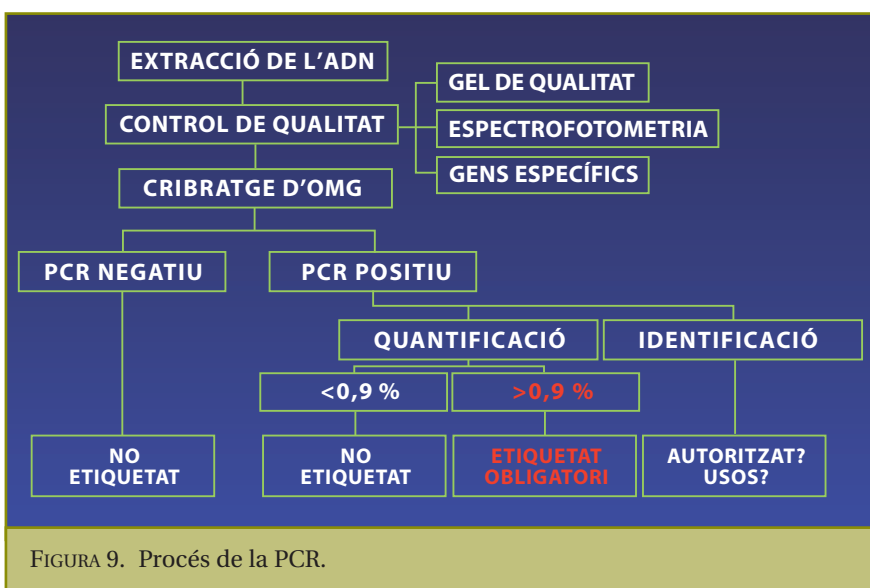 EXTRACCIÓ DE L’ADN
GEL DE QUALITAT
CONTROL DE QUALITAT
ESPECTROFOTOMETRIA
GENS ESPECÍFICS
CRIBRATGE D’OMG
PCR NEGATIU
PCR POSITIU
QUANTIFICACIÓ
IDENTIFICACIÓ
<0,9 %
>0,9 %
NO
ETIQUETAT
NO
ETIQUETAT
ETIQUETAT
OBLIGATORI
AUTORITZAT?
USOS?
FIGURA 9. Procés de la PCR.